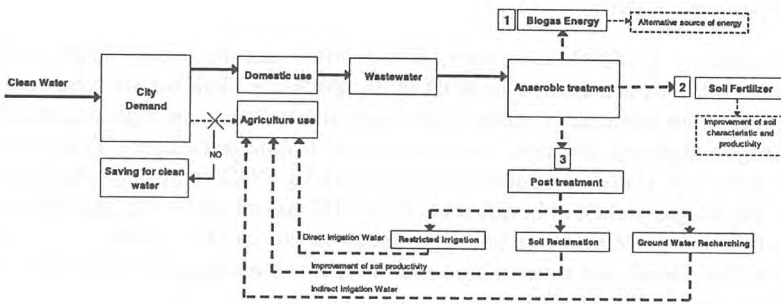 1
Biogas Energy
Alternative source of energy
Clean Water
City
Demand
Domestic use
Wastewater
Anaerobic treatment
2
Soil Fertilizer
Agriculture use
NO
Improvement of soil
characteristic and
productivity
3
Saving for clean
water
Post treatment
Direct Irrigation Water
Restricted Irrigation
Soil Reclamation
Ground Water Recharching
Improvement of soil productivity
Indirect Irrigation Water